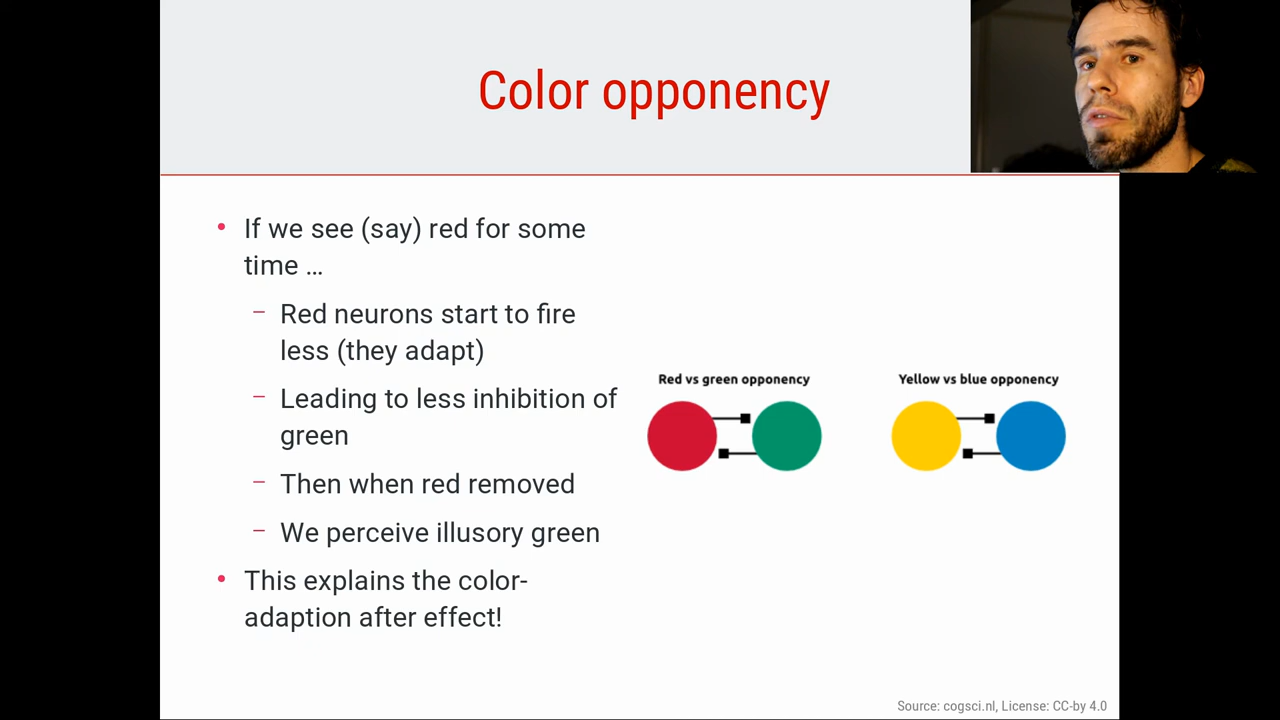 Color opponency
• If we see (say) red for some
time …
– Red neurons start to fire
less (they adapt)
– Leading to less inhibition of
green
– Then when red removed
– We perceive illusory green
• This explains the color-
adaption after effect!
Red vs green opponency
Yellow vs blue opponency
Source: cogsci.nl, License: CC-by 4.0